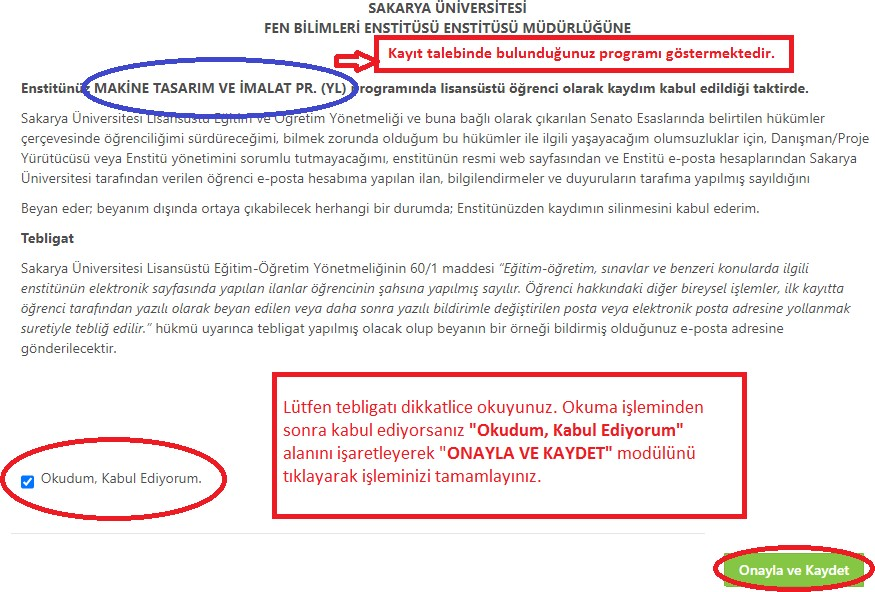 SAKARYA ÜNİVERSİTESİ
FEN BİLİMLERİ ENSTİTÜSÜ ENSTİTÜSÜ MÜDÜRLÜĞÜNE
Kayıt talebinde bulunduğunuz programı göstermektedir.
Enstitünüz MAKİNE TASARIM VE İMALAT PR. (YL) programında lisansüstü öğrenci olarak kaydım kabul edildiği taktirde.
Sakarya Üniversitesi Lisansüstü Eğitim ve Öğretim Yönetmeliği ve buna bağlı olarak çıkarılan Senato Esaslarında belirtilen hükümler
çerçevesinde öğrenciliğimi sürdüreceğimi, bilmek zorunda olduğum bu hükümler ile ilgili yaşayacağım olumsuzluklar için, Danışman/Proje
Yürütücüsü veya Enstitü yönetimini sorumlu tutmayacağımı, enstitünün resmi web sayfasından ve Enstitü e-posta hesaplarından Sakarya
Üniversitesi tarafından verilen öğrenci e-posta hesabıma yapılan ilan, bilgilendirmeler ve duyuruların tarafıma yapılmış sayıldığını
Beyan eder; beyanım dışında ortaya çıkabilecek herhangi bir durumda; Enstitünüzden kaydımın silinmesini kabul ederim.
Tebligat
Sakarya Üniversitesi Lisansüstü Eğitim-Öğretim Yönetmeliğinin 60/1 maddesi “Eğitim-öğretim, sınavlar ve benzeri konularda ilgili
enstitünün elektronik sayfasında yapılan ilanlar öğrencinin şahsına yapılmış sayılır. Öğrenci hakkındaki diğer bireysel işlemler, ilk kayıtta
öğrenci tarafından yazılı olarak beyan edilen veya daha sonra yazılı bildirimle değiştirilen posta veya elektronik posta adresine yollanmak
suretiyle tebliğ edilir.” hükmü uyarınca tebligat yapılmış olacak olup beyanın bir örneği bildirmiş olduğunuz e-posta adresine
gönderilecektir.
Lütfen tebligatı dikkatlice okuyunuz. Okuma işleminden
sonra kabul ediyorsanız "Okudum, Kabul Ediyorum"
alanını işaretleyerek "ONAYLA VE KAYDET" modülünü
tıklayarak işleminizi tamamlayınız.
Okudum, Kabul Ediyorum.
Onayla ve Kaydet